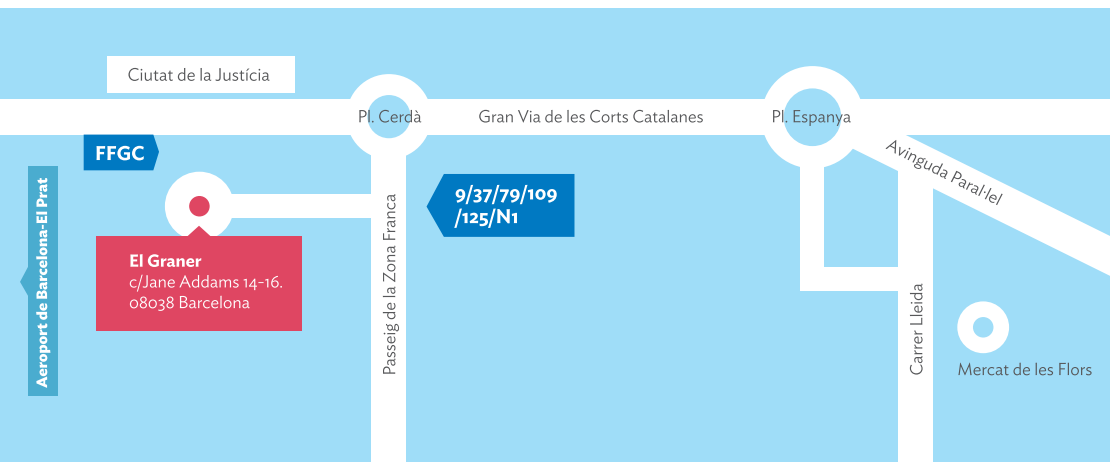 Ciutat de la Justícia
Pl. Cerdà
Gran Via de les Corts Catalanes
Pl. Espanya
Avinguda Paral·lel
FFGC
9/37/79/109
/125/N1
Aeroport de Barcelona-El Prat
El Graner
c/Jane Addams 14-16.
08038 Barcelona
Passeig de la Zona Franca
Carrer Lleida
Mercat de les Flors